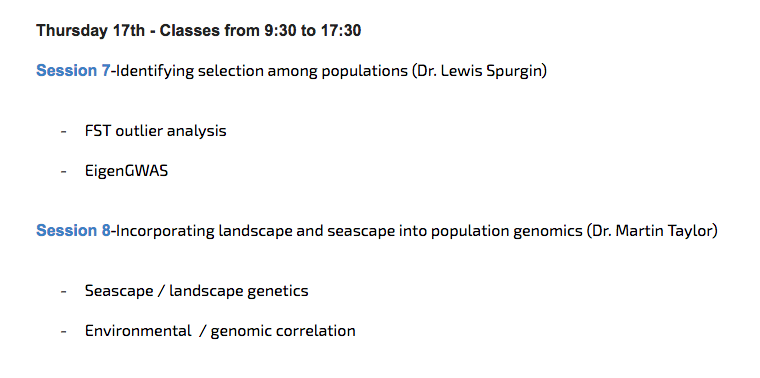 Thursday 17th - Classes from 9:30 to 17:30
Session 7-Identifying selection among populations (Dr. Lewis Spurgin)
- FST outlier analysis
- EigenGWAS
Session 8-Incorporating landscape and seascape into population genomics (Dr. Martin Taylor)
- Seascape / landscape genetics
- Environmental / genomic correlation